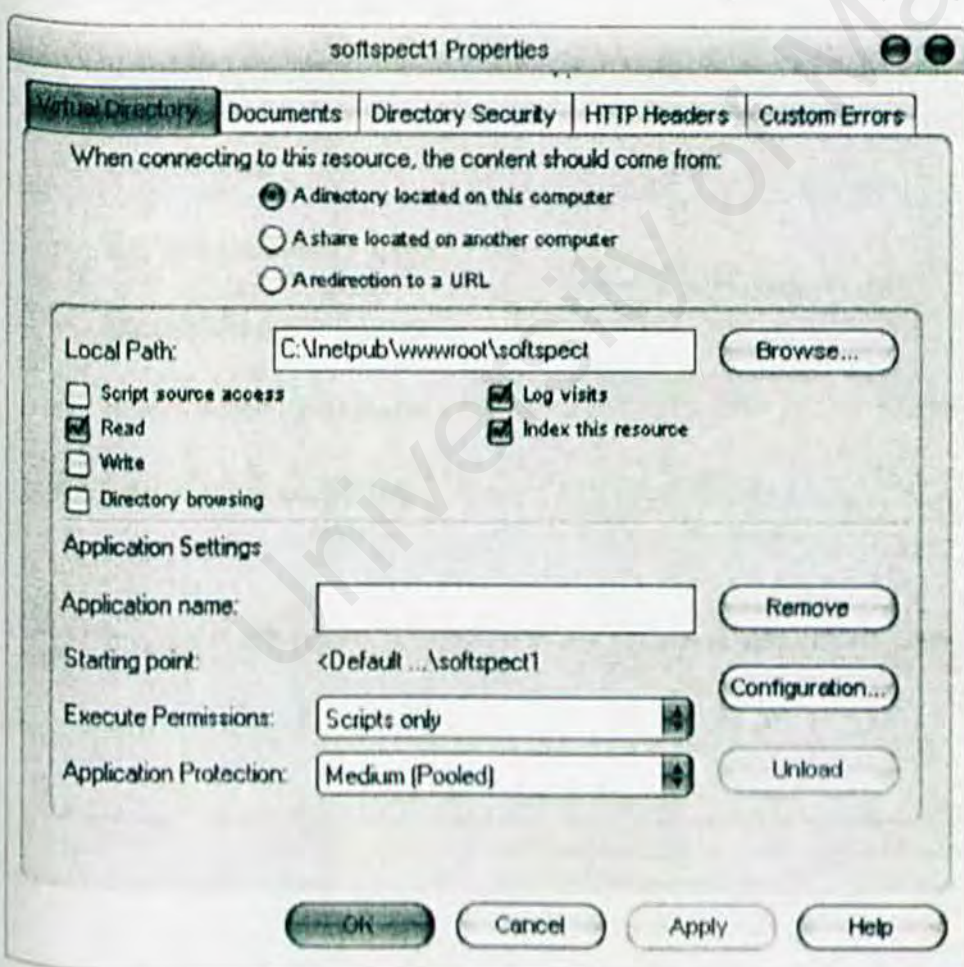 softspect1 Properties
Virtual Directory Documents Directory Security HTTP Headers Custom Errors
When connecting to this resource, the content should come from:
A directory located on this computer
A share located on another computer
A redirection to a URL
Local Path: C:\Inetpub\wwwroot\softspect Browse...
Script source access Log visits
Read Index this resource
Write
Directory browsing
Application Settings
Application name: Remove
Starting point: <Default ...\softspect1
Configuration...
Execute Permissions: Scripts only
Application Protection: Medium (Pooled) Unload
OK Cancel Apply Help
University of Ma